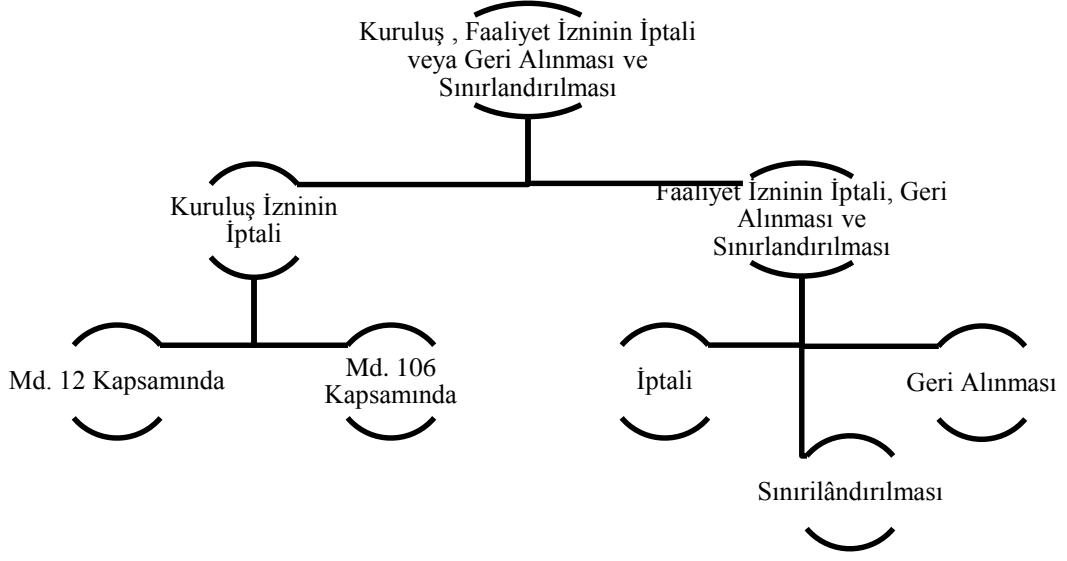 Kuruluş , Faaliyet İzninin İptali
veya Geri Alınması ve
Sınırlandırılması
Kuruluş İzninin
İptali
Faaliyet İzninin İptali, Geri
Alınması ve
Sınırlandırılması
Md. 12 Kapsamında
Md. 106
Kapsamında
İptali
Geri Alınması
Sınırilândırılması